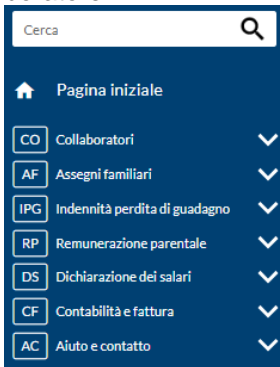 Cerca
Pagina iniziale
CO Collaboratori
AF Assegni familiari
IPG Indennità perdita di guadagno
RP Remunerazione parentale
DS Dichiarazione dei salari
CF Contabilità e fattura
AC Aiuto e contatto